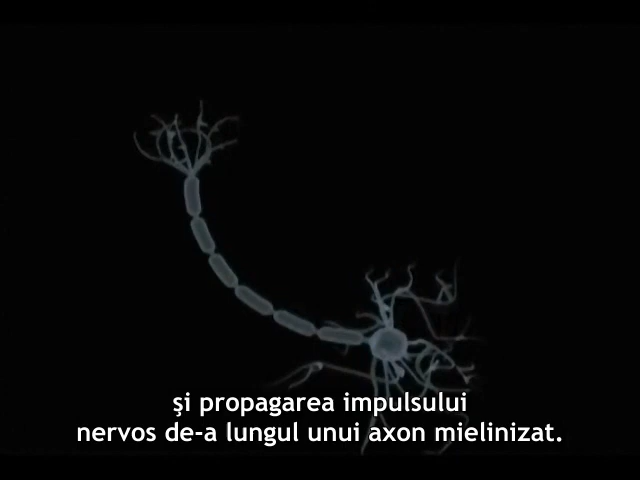 şi propagarea impulsului
nervos de-a lungul unui axon mielinizat.